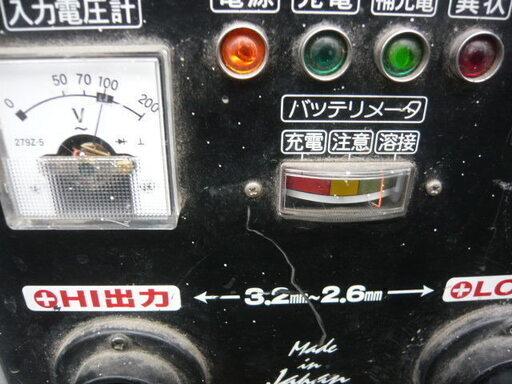 入力電圧計
電源 充電 補充電 異状
0 50 70 100 200
V
~
279Z-5
バッテリメータ
充電 注意 溶接
HI出力 ← 3.2mm~2.6mm → LO
Made
in
Japan